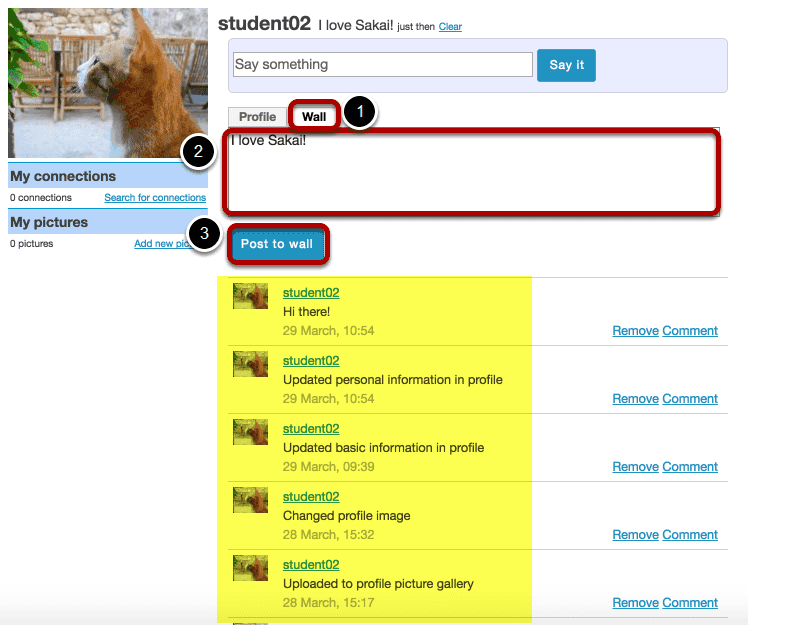 student02 I love Sakai! just then Clear
Say something
Say it
Profile
Wall
1
2
I love Sakai!
My connections
0 connections Search for connections
My pictures
0 pictures Add new pic
3
Post to wall
student02
Hi there!
29 March, 10:54
Remove Comment
student02
Updated personal information in profile
29 March, 10:54
Remove Comment
student02
Updated basic information in profile
29 March, 09:39
Remove Comment
student02
Changed profile image
28 March, 15:32
Remove Comment
student02
Uploaded to profile picture gallery
28 March, 15:17
Remove Comment